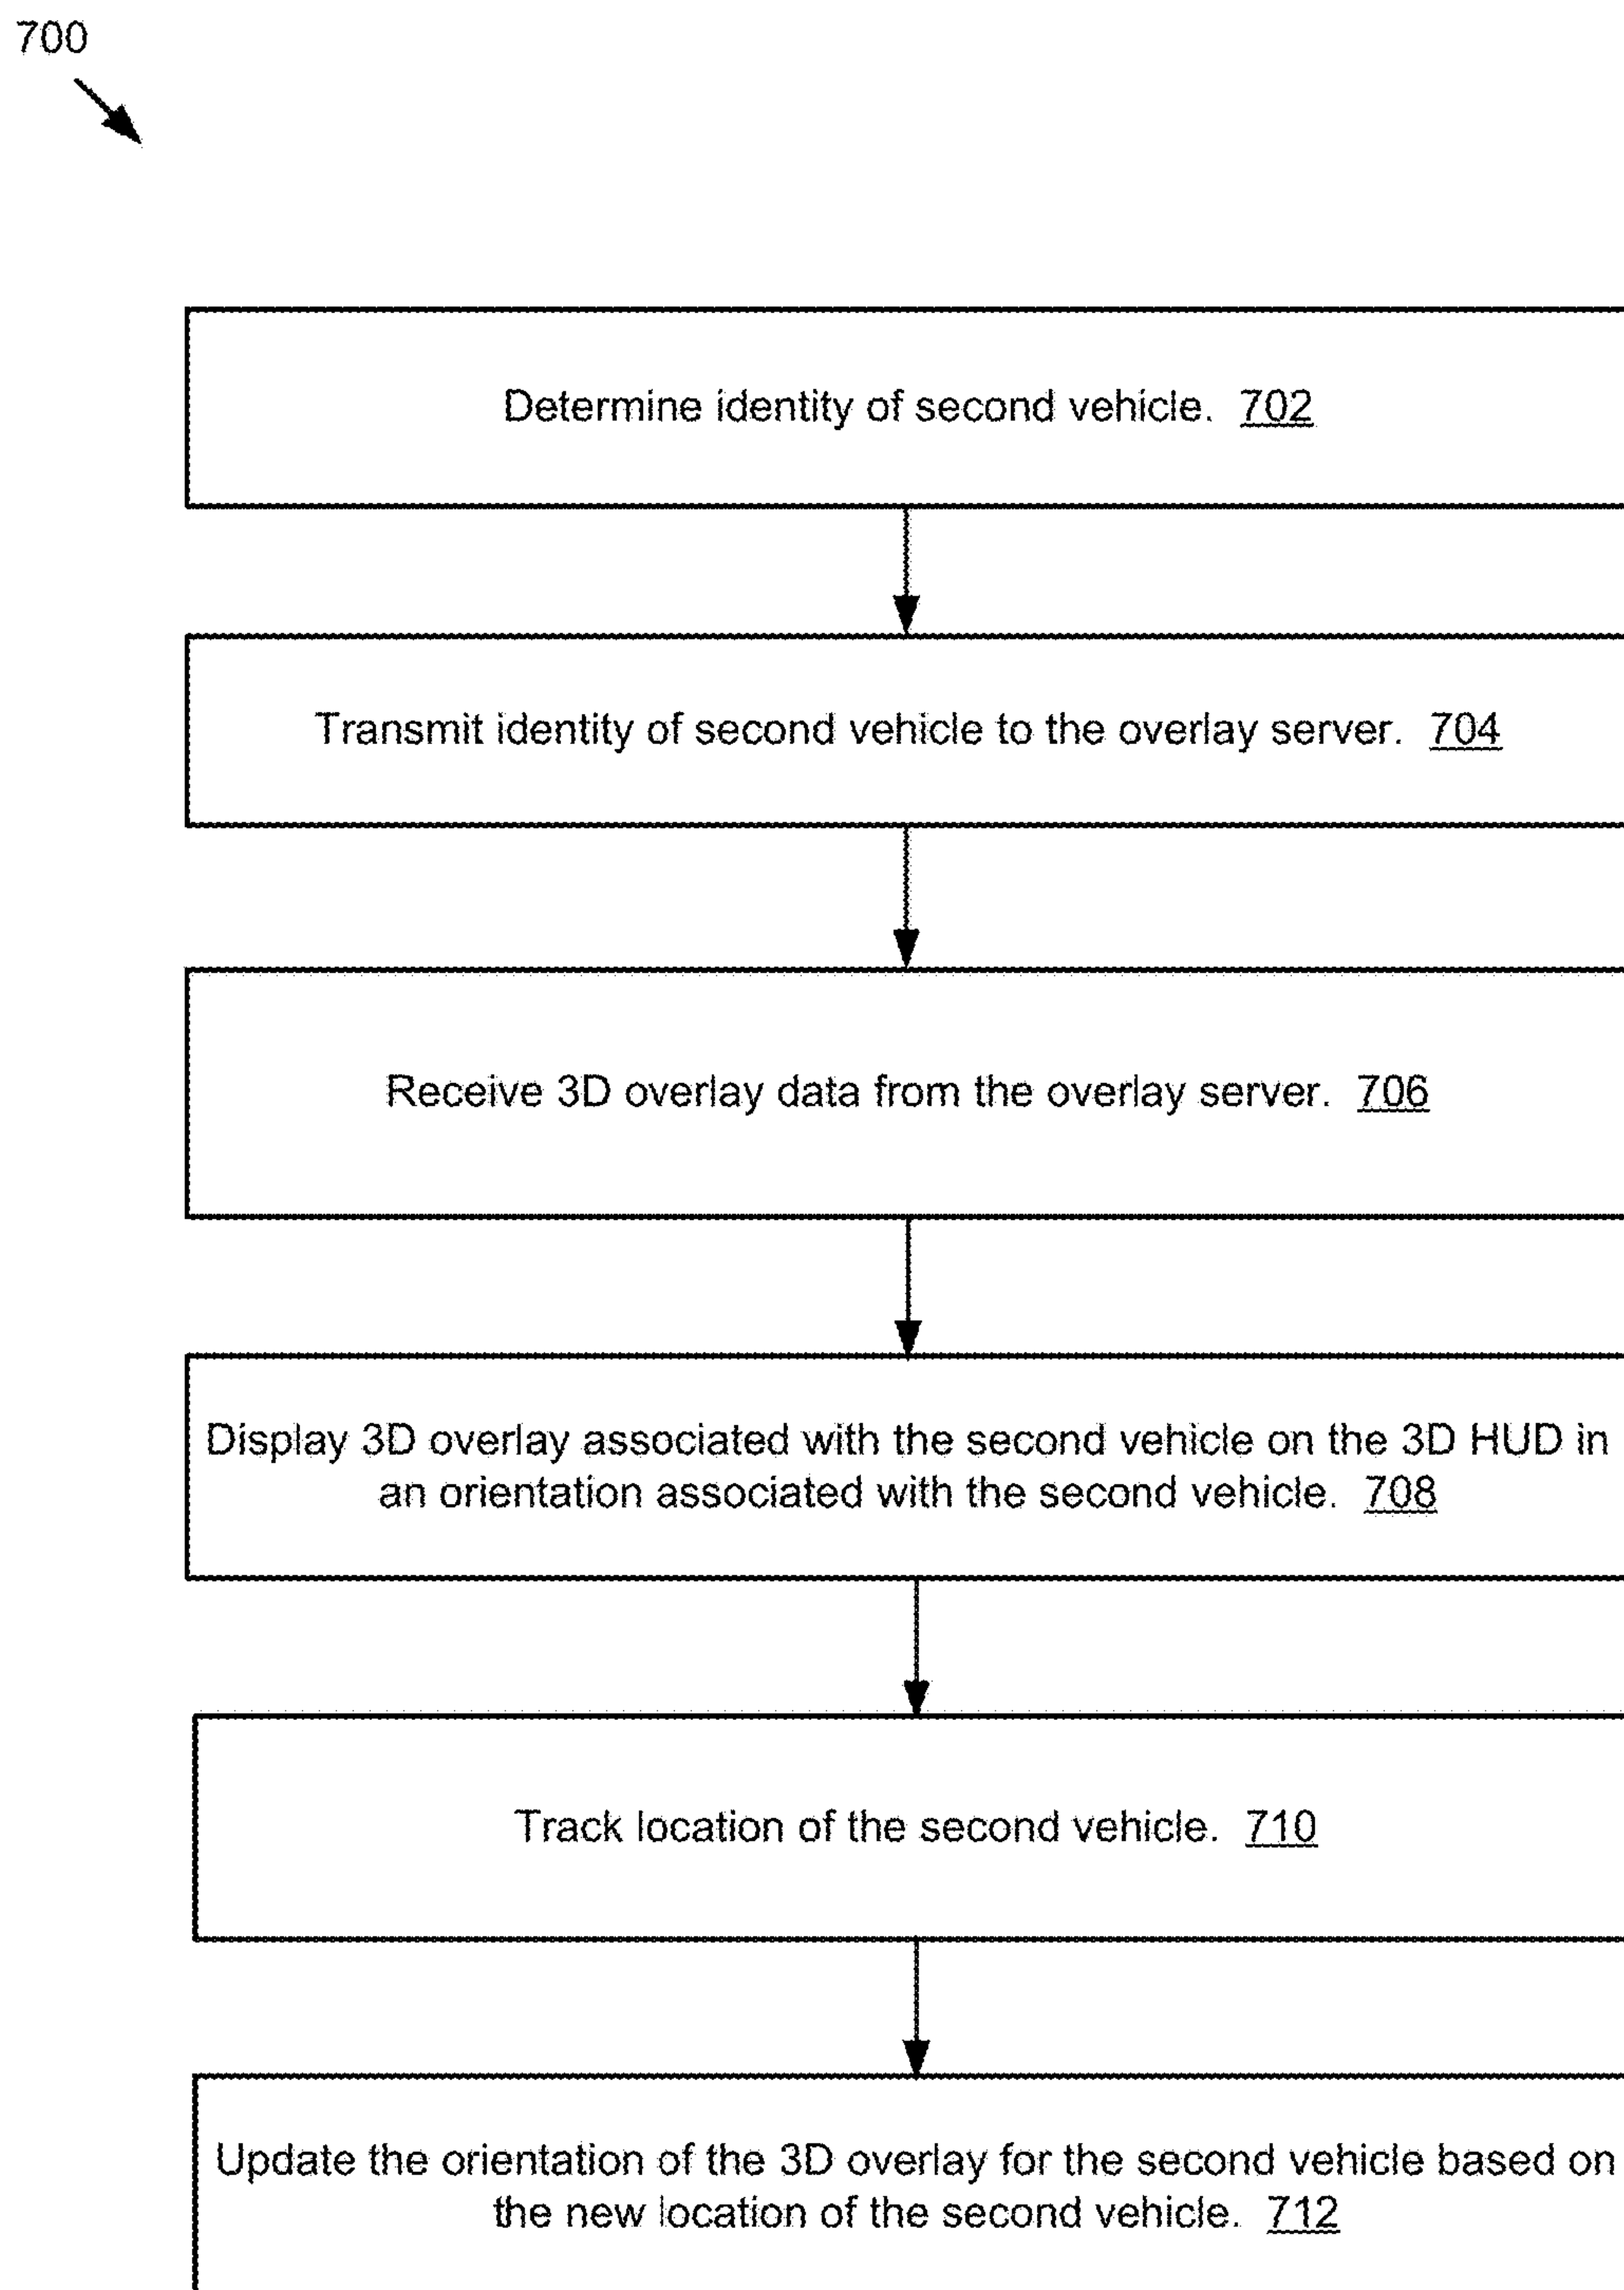 700
Determine identity of second vehicle. 702
Transmit identity of second vehicle to the overlay server. 704
Receive 3D overlay data from the overlay server. 706
Display 3D overlay associated with the second vehicle on the 3D HUD in
an orientation associated with the second vehicle. 708
Track location of the second vehicle. 710
Update the orientation of the 3D overlay for the second vehicle based on
the new location of the second vehicle. 712